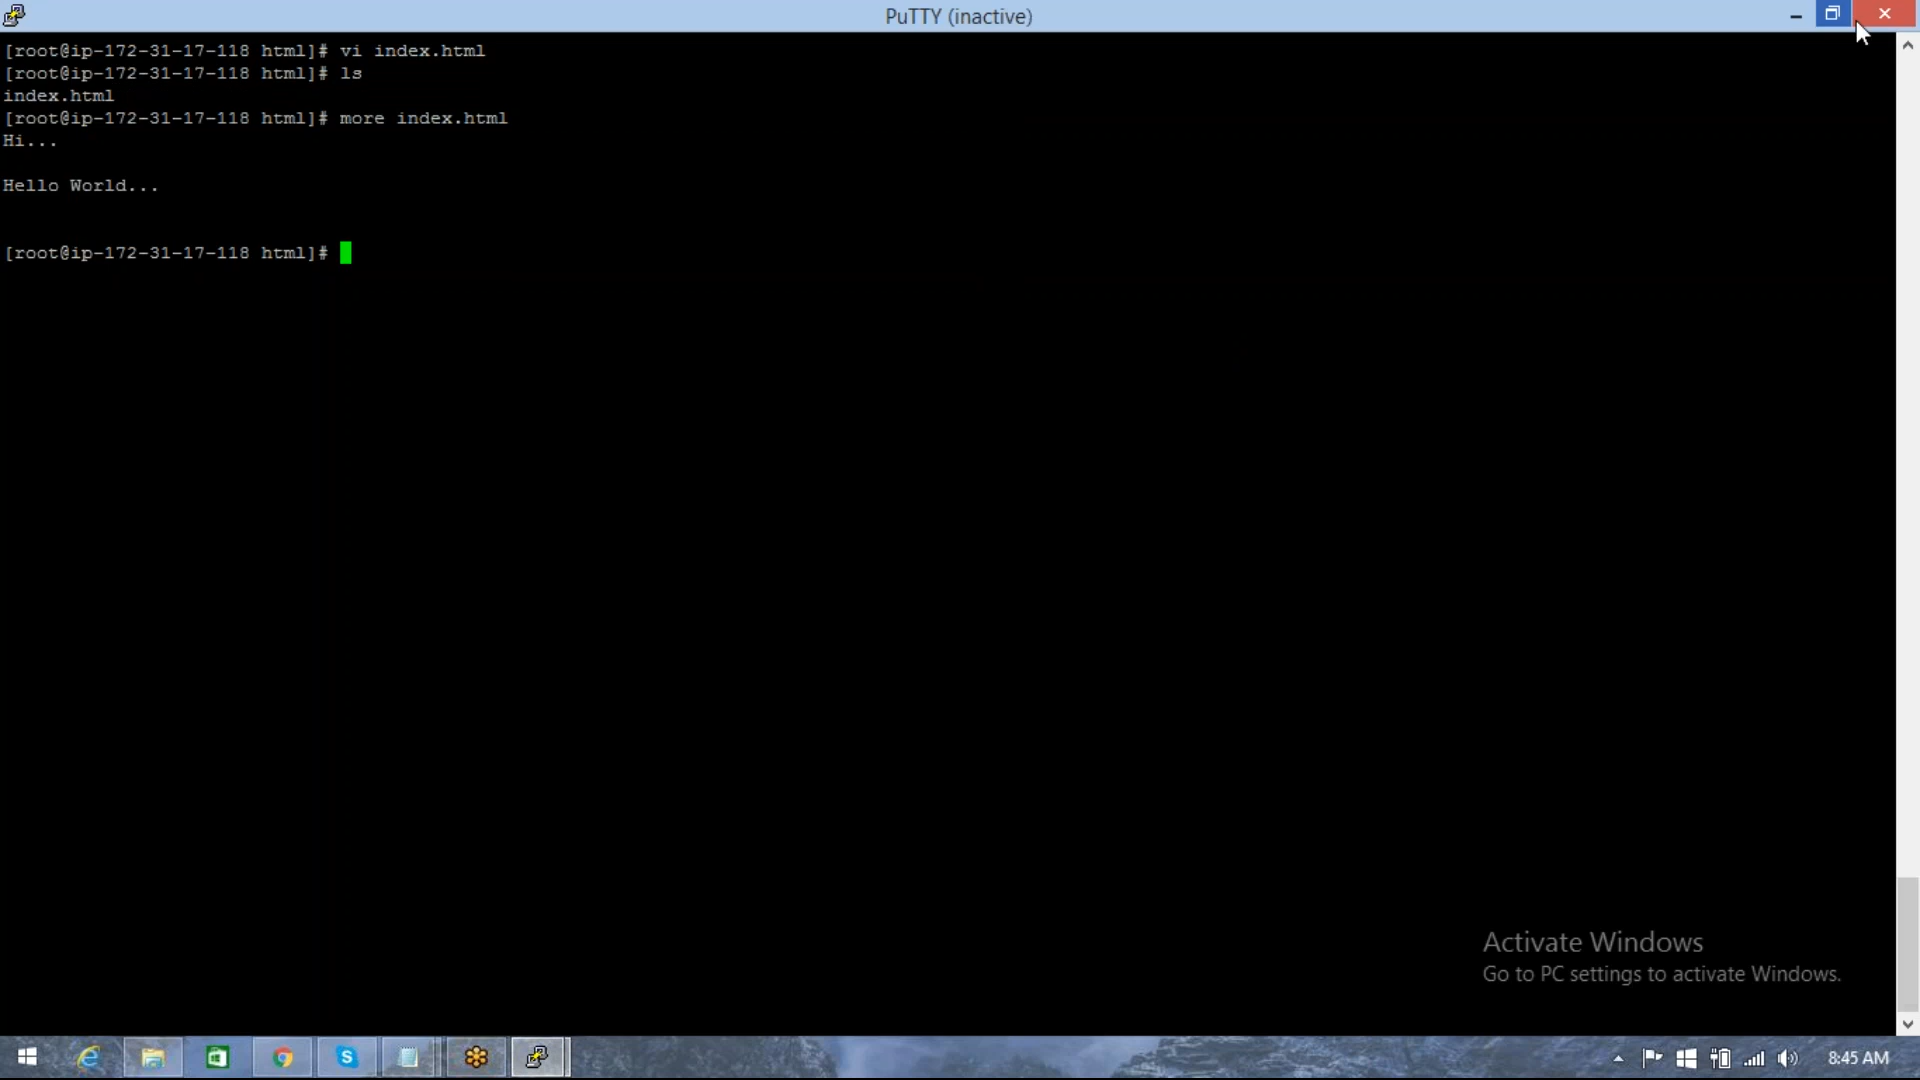 PuTTY (inactive)
[root@ip-172-31-17-118 html]# vi index.html
[root@ip-172-31-17-118 html]# ls
index.html
[root@ip-172-31-17-118 html]# more index.html
Hi...
Hello World...
[root@ip-172-31-17-118 html]#
Activate Windows
Go to PC settings to activate Windows.
8:45 AM